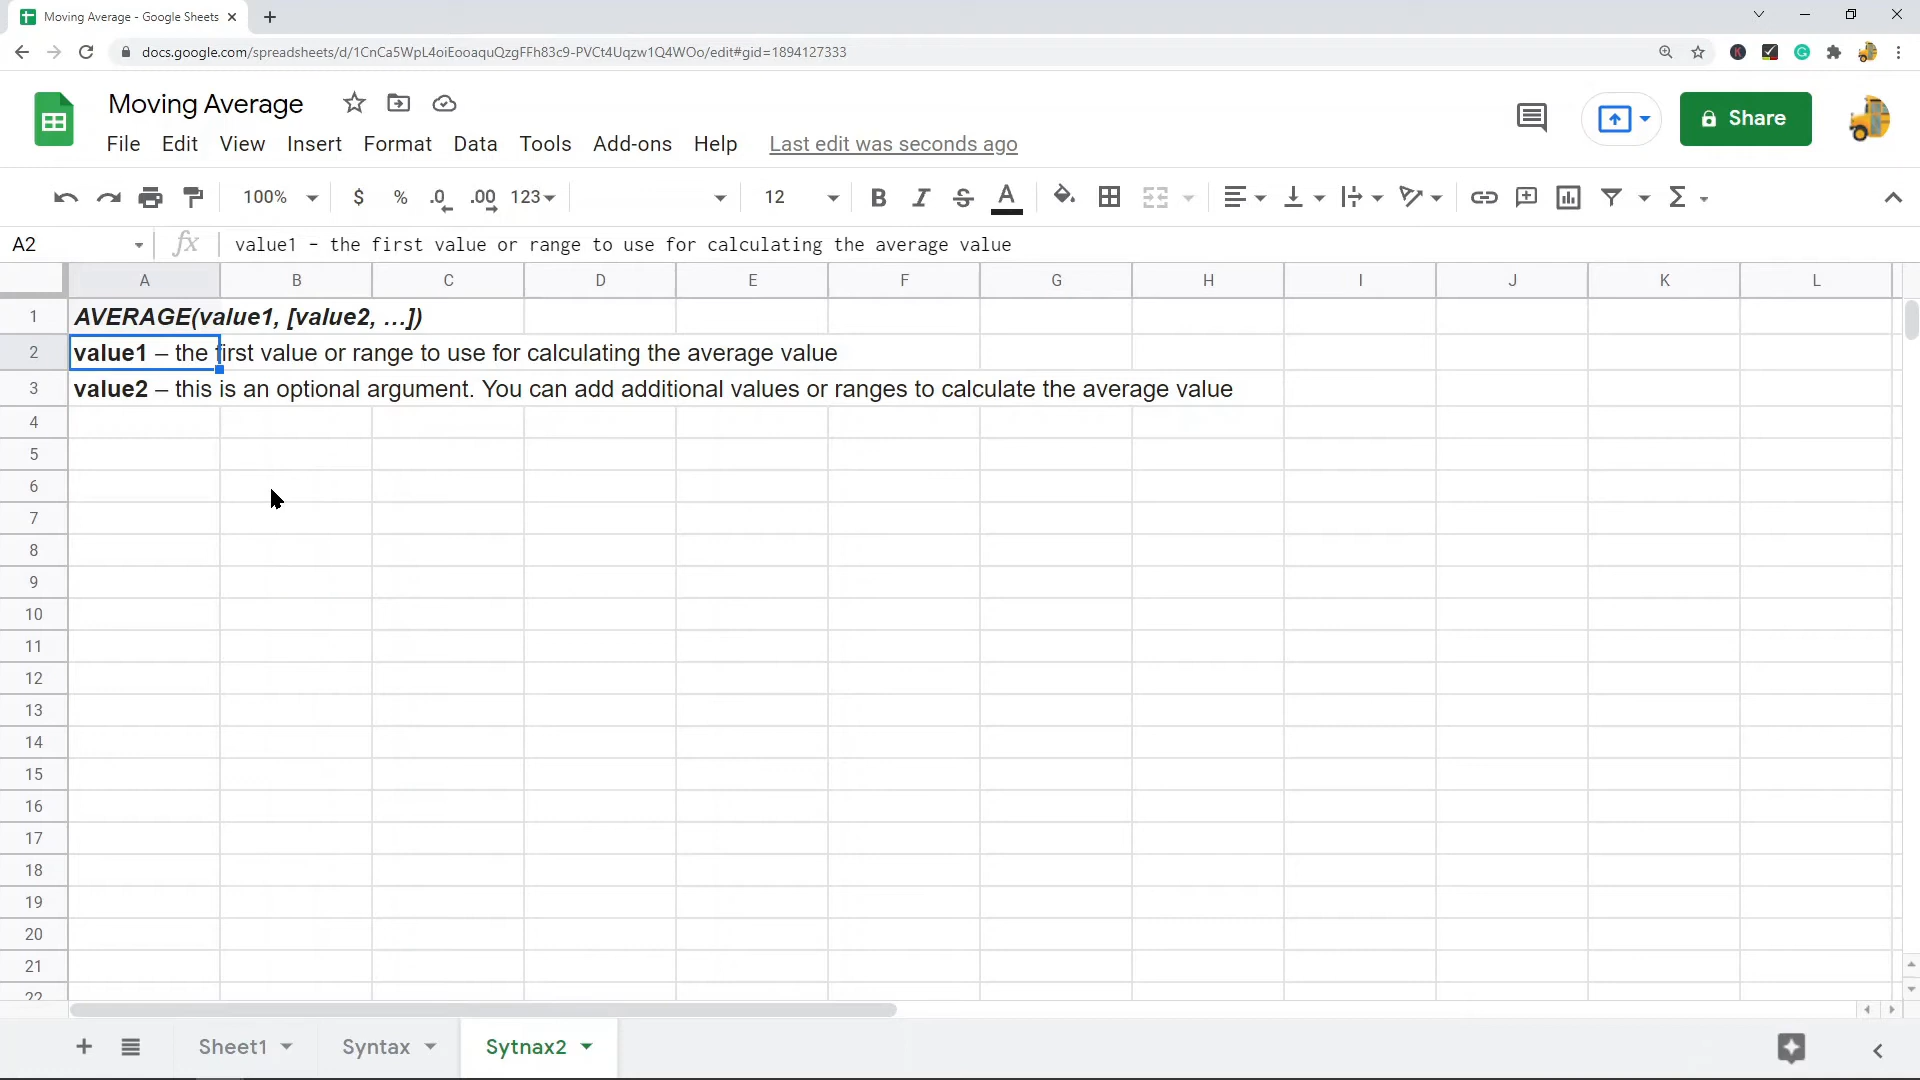 Moving Average - Google Sheets
docs.google.com/spreadsheets/d/1CnCa5WpL4oiEooaquQzgFFh83c9-PVCt4Uqzw1Q4WOo/edit#gid=1894127333
Moving Average
Share
File Edit View Insert Format Data Tools Add-ons Help Last edit was seconds ago
100% $ % .0 .00 123 12 B I S A Σ
A2 fx value1 - the first value or range to use for calculating the average value
A B C D E F G H I J K L
1 AVERAGE(value1, [value2, ...])
2 value1 – the first value or range to use for calculating the average value
3 value2 – this is an optional argument. You can add additional values or ranges to calculate the average value
4
5
6
7
8
9
10
11
12
13
14
15
16
17
18
19
20
21
22
+ Sheet1 Syntax Sytnax2